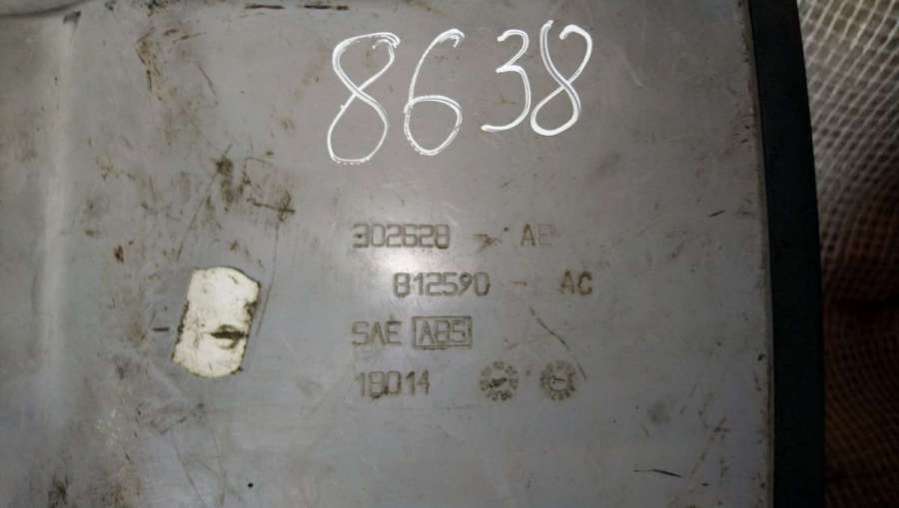 8638
302628 - AB
812590 - AC
SAE ABS
18014